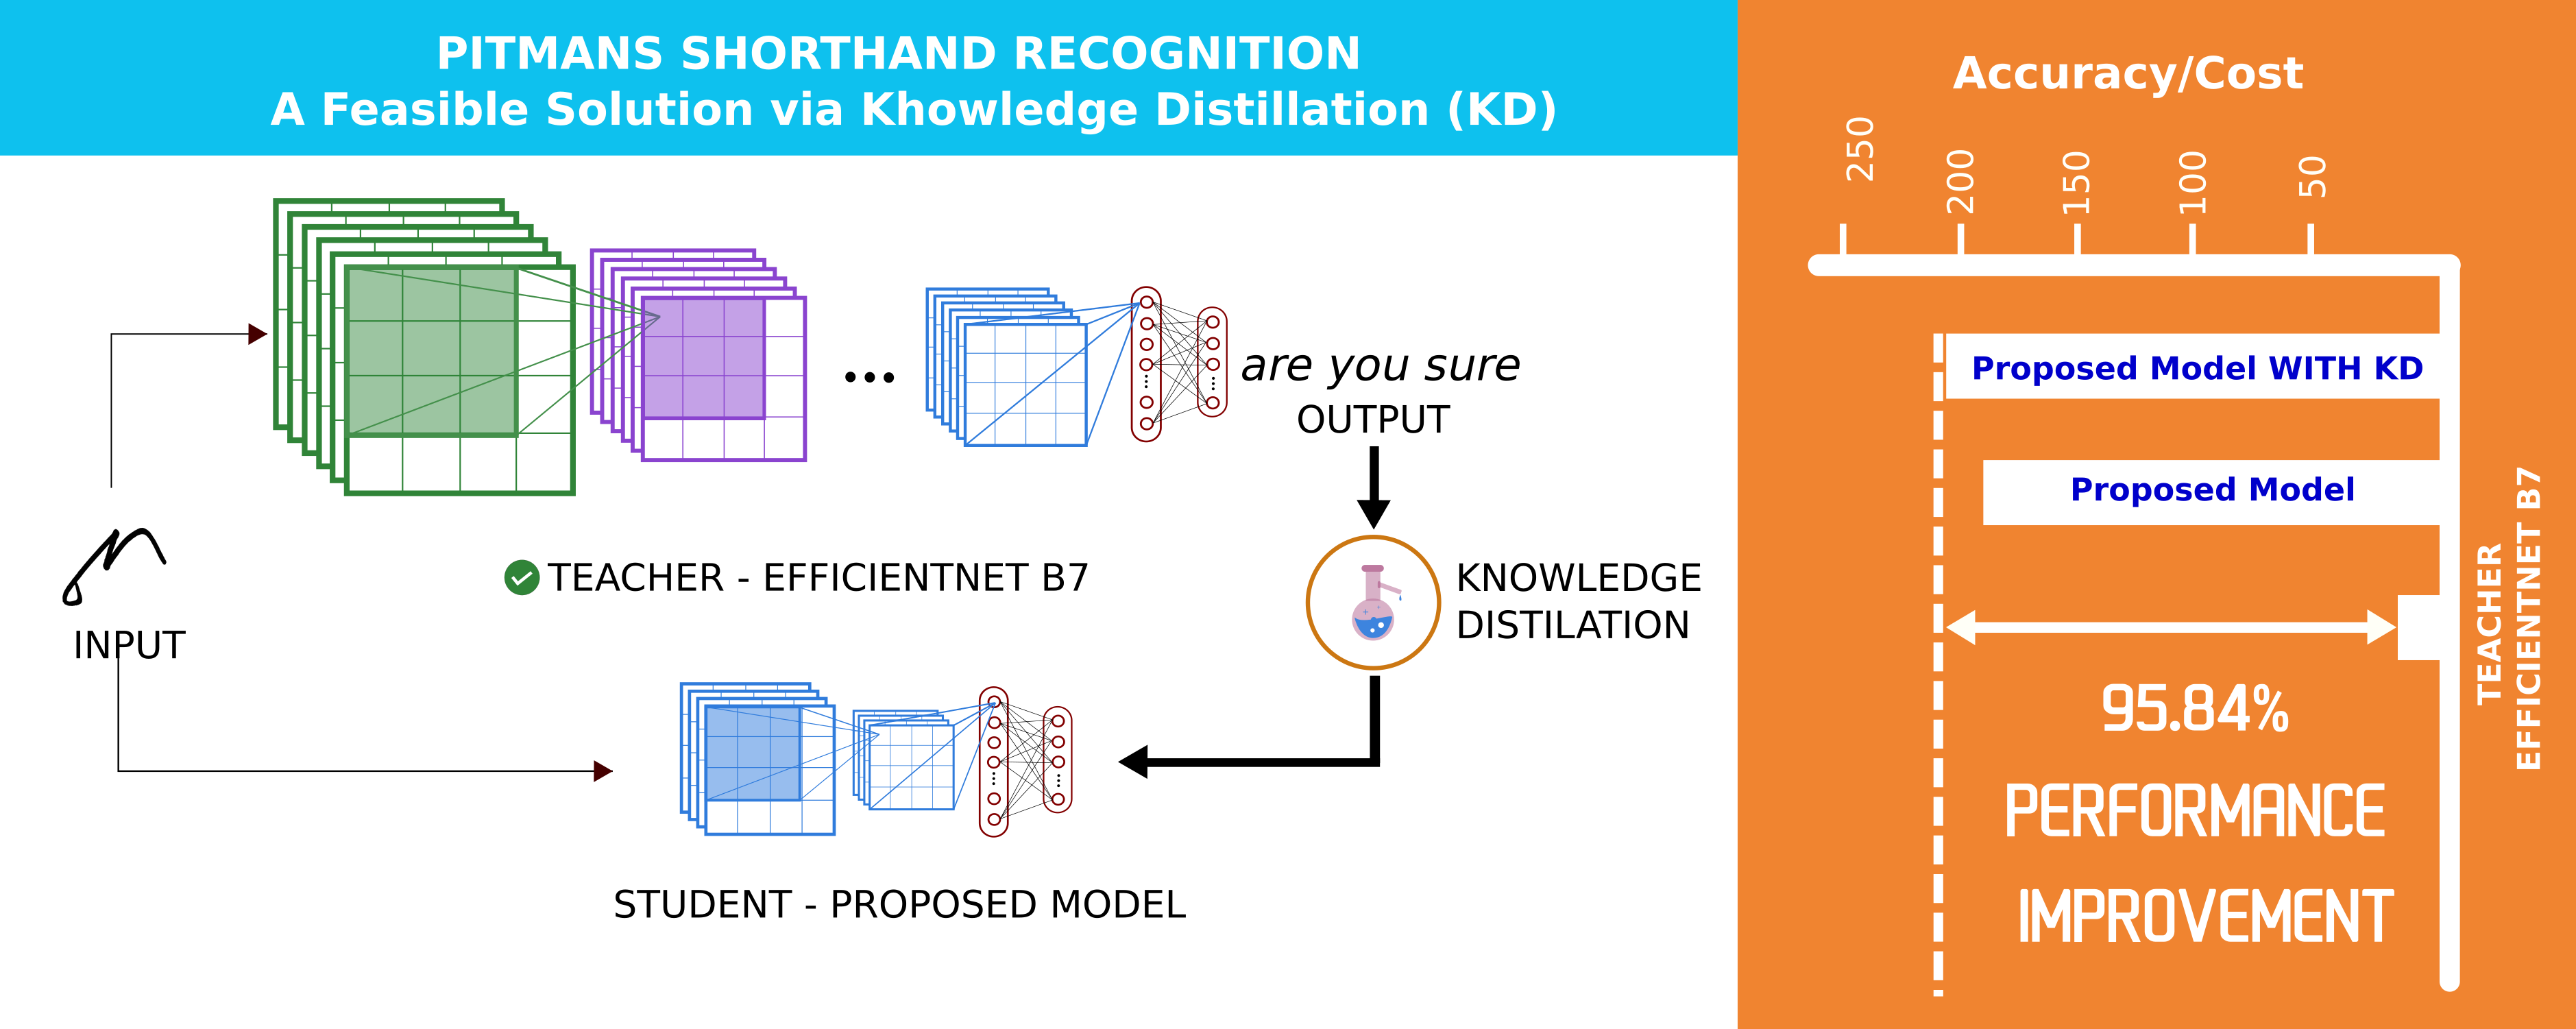 PITMANS SHORTHAND RECOGNITION
A Feasible Solution via Khowledge Distillation (KD)
are you sure
OUTPUT
TEACHER - EFFICIENTNET B7
KNOWLEDGE
DISTILATION
INPUT
STUDENT - PROPOSED MODEL
Accuracy/Cost
250
200
150
100
50
Proposed Model WITH KD
Proposed Model
TEACHER
EFFICIENTNET B7
95.84%
PERFORMANCE
IMPROVEMENT